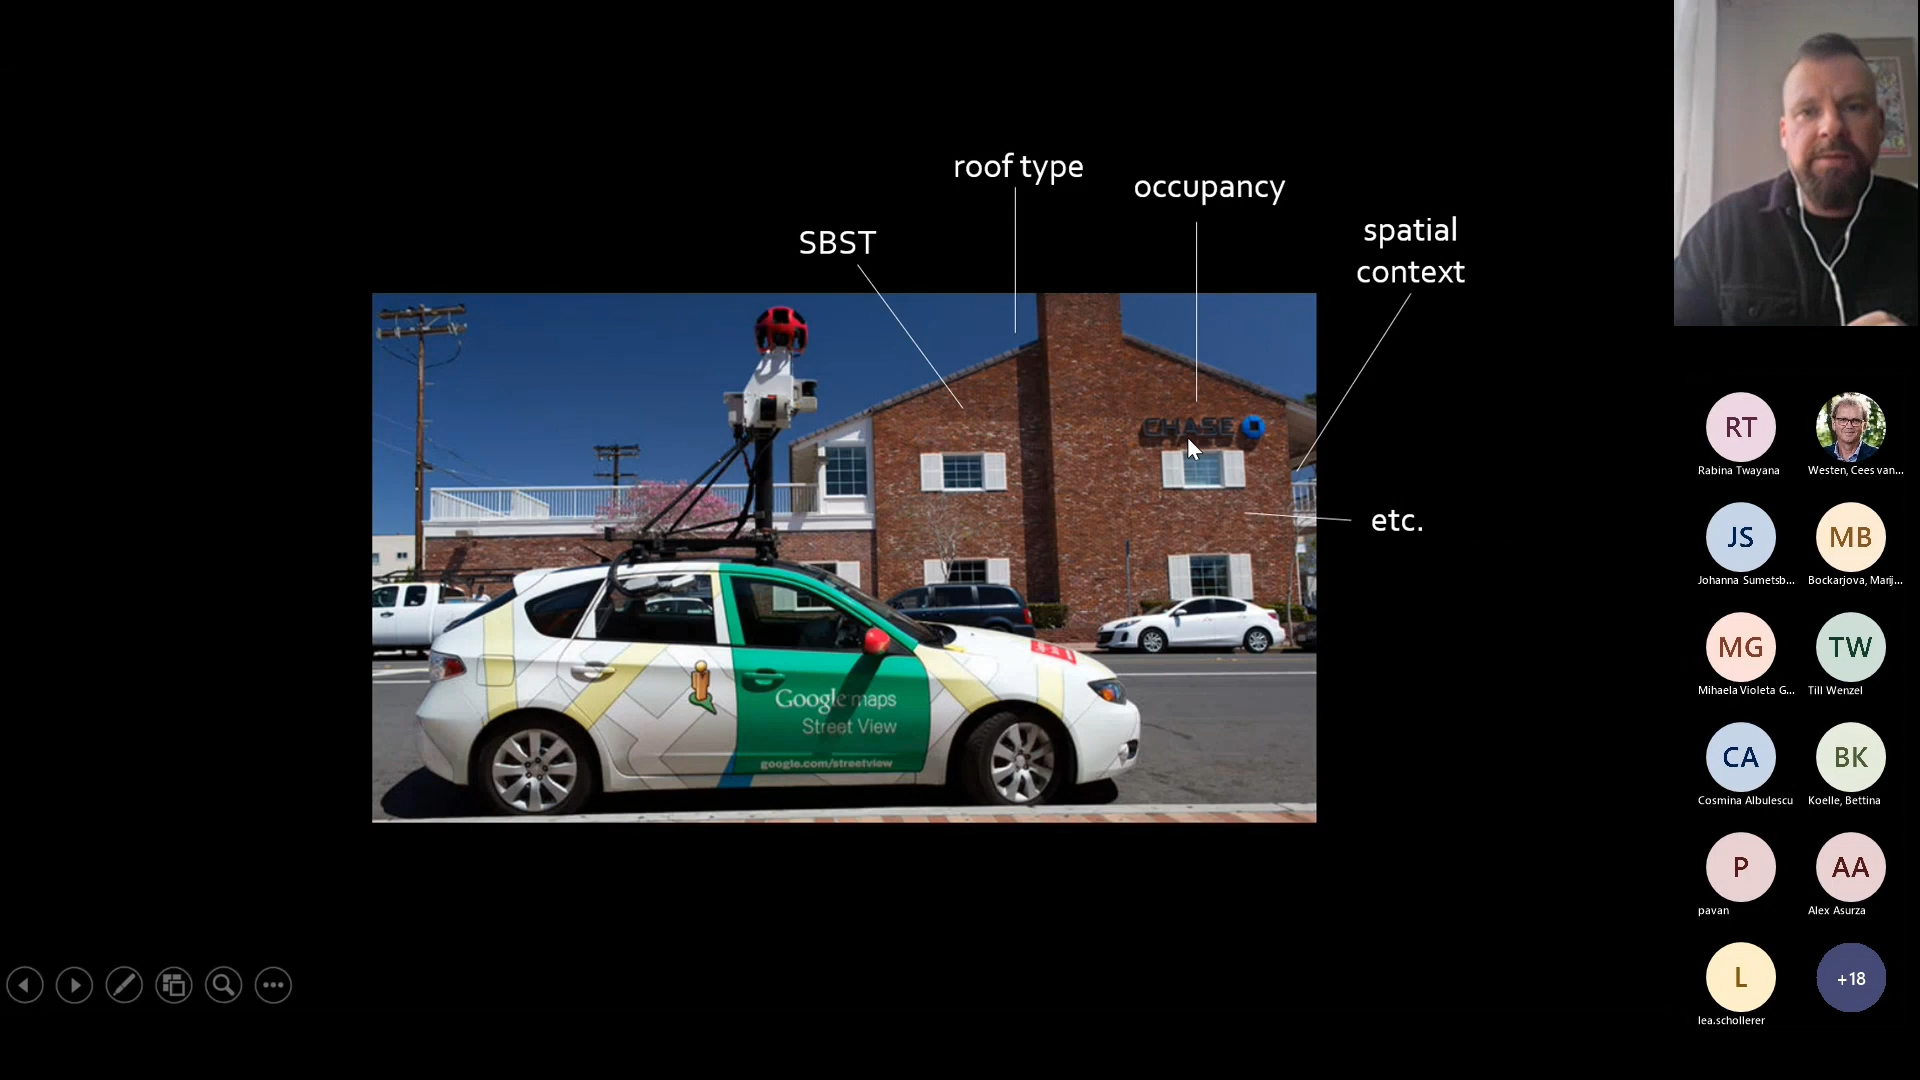 roof type
occupancy
SBST
spatial
context
CHASE
etc.
Google maps
Street View
google.com/streetview
RT
Rabina Twayana
Westen, Cees van...
JS
Johanna Sumetsb...
MB
Bockarjova, Marij...
MG
Mihaela Violeta G...
TW
Till Wenzel
CA
Cosmina Albulescu
BK
Koelle, Bettina
P
pavan
AA
Alex Asurza
L
lea.schollerer
+18